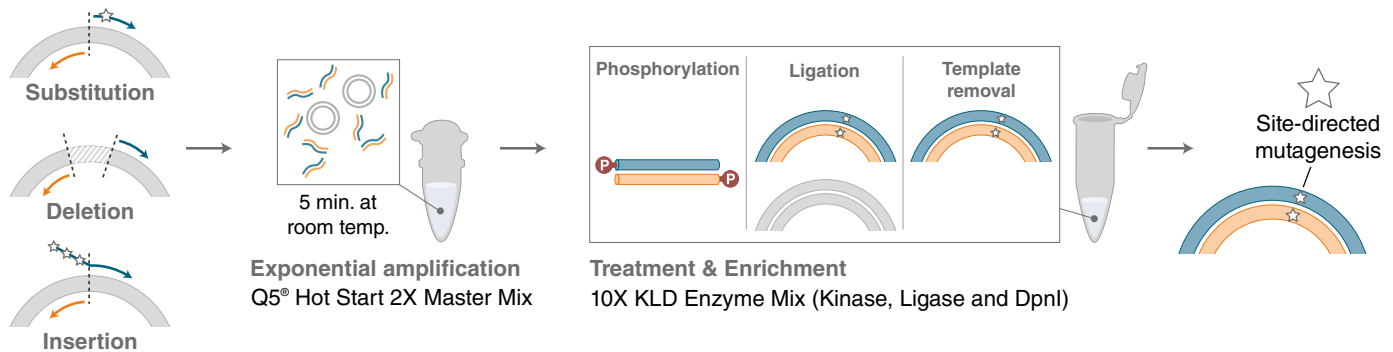 Substitution
Deletion
Insertion
5 min. at
room temp.
Exponential amplification
Q5® Hot Start 2X Master Mix
Phosphorylation
Ligation
Template
removal
P
P
Treatment & Enrichment
10X KLD Enzyme Mix (Kinase, Ligase and DpnI)
Site-directed
mutagenesis